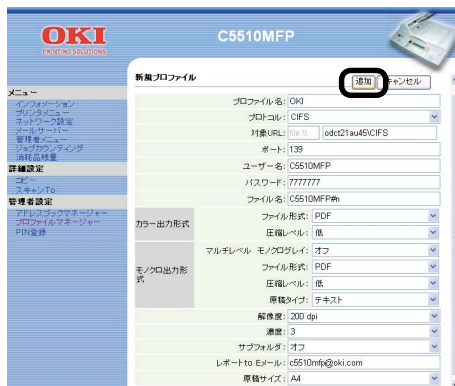 OKI
PRINTING SOLUTIONS
C5510MFP
メニュー
インフォメーション
プリンタメニュー
ネットワーク設定
メールサーバー
管理者メニュー
ジョブカウンティング
消耗品残量
詳細設定
コピー
スキャンTo
管理者設定
アドレスブックマネージャー
プロファイルマネージャー
PIN登録
新規プロファイル
追加 キャンセル
プロファイル名: OKI
プロトコル: CIFS
対象URL: file:\\ odct21au45\CIFS
ポート: 139
ユーザー名: C5510MFP
パスワード: 7777777
ファイル名: C5510MFP#n
カラー出力形式
ファイル形式: PDF
圧縮レベル: 低
モノクロ出力形式
マルチレベル モノクログレイ: オフ
ファイル形式: PDF
圧縮レベル: 低
原稿タイプ: テキスト
解像度: 200 dpi
濃度: 3
サブフォルダ: オフ
レポートto Eメール: c5510mfp@oki.com
原稿サイズ: A4